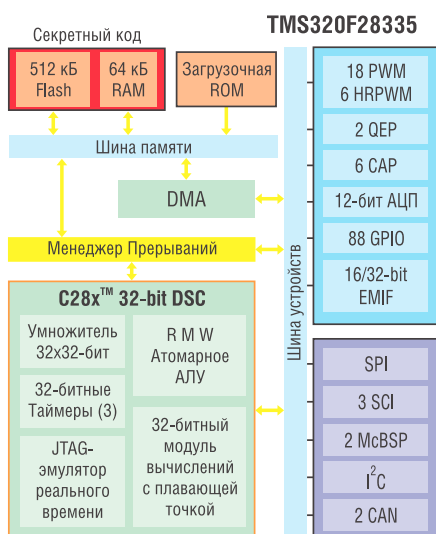 TMS320F28335
Секретный код
512 кБ
Flash
64 кБ
RAM
Загрузочная
ROM
Шина памяти
DMA
Менеджер Прерываний
C28x™ 32-bit DSC
Умножитель
32х32-бит
32-битные
Таймеры (3)
JTAG-
эмулятор
реального
времени
R M W
Атомарное
АЛУ
32-битный
модуль
вычислений
с плавающей
точкой
Шина устройств
18 PWM
6 HRPWM
2 QEP
6 CAP
12-бит АЦП
88 GPIO
16/32-bit
EMIF
SPI
3 SCI
2 McBSP
I²C
2 CAN